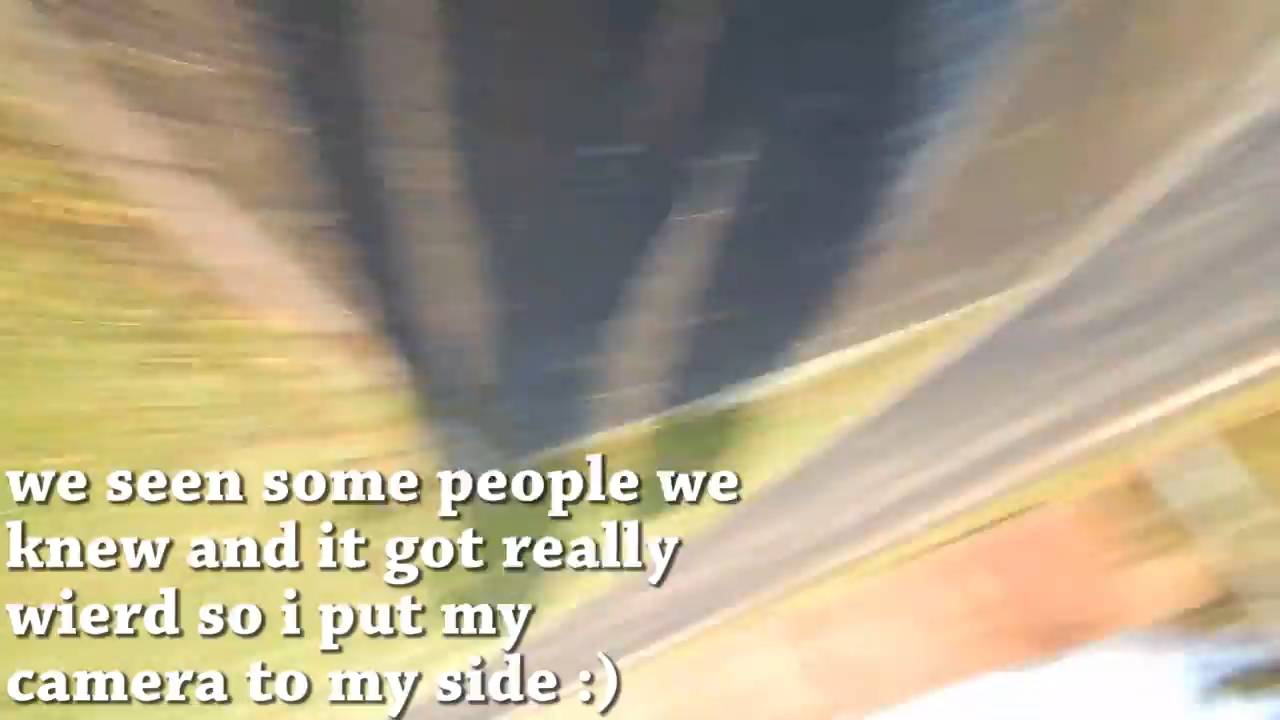 we seen some people we
knew and it got really
wierd so i put my
camera to my side :)